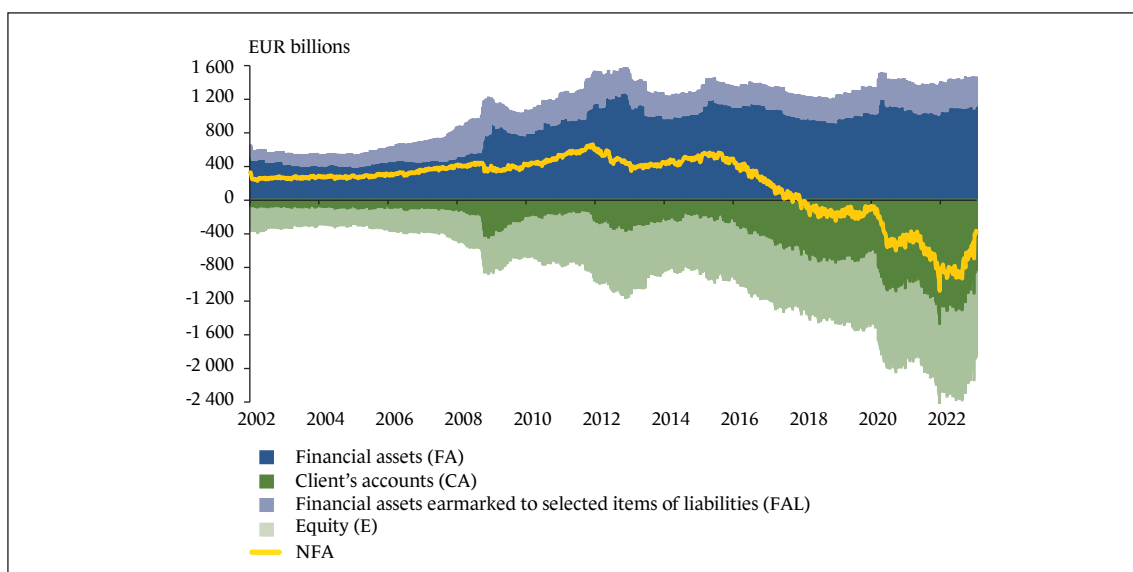 EUR billions
1 600
1 200
800
400
0
-400
-800
-1 200
-1 600
-2 000
-2 400
2002 2004 2006 2008 2010 2012 2014 2016 2018 2020 2022
Financial assets (FA)
Client's accounts (CA)
Financial assets earmarked to selected items of liabilities (FAL)
Equity (E)
NFA